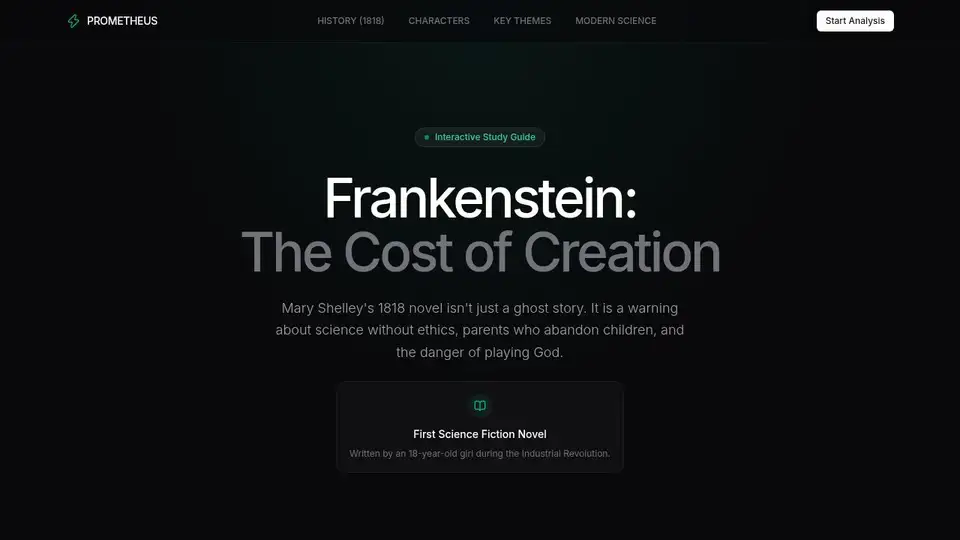 PROMETHEUS
HISTORY (1818)
CHARACTERS
KEY THEMES
MODERN SCIENCE
Start Analysis
Interactive Study Guide
Frankenstein:
The Cost of Creation
Mary Shelley's 1818 novel isn't just a ghost story. It is a warning
about science without ethics, parents who abandon children, and
the danger of playing God.
First Science Fiction Novel
Written by an 18-year-old girl during the Industrial Revolution.